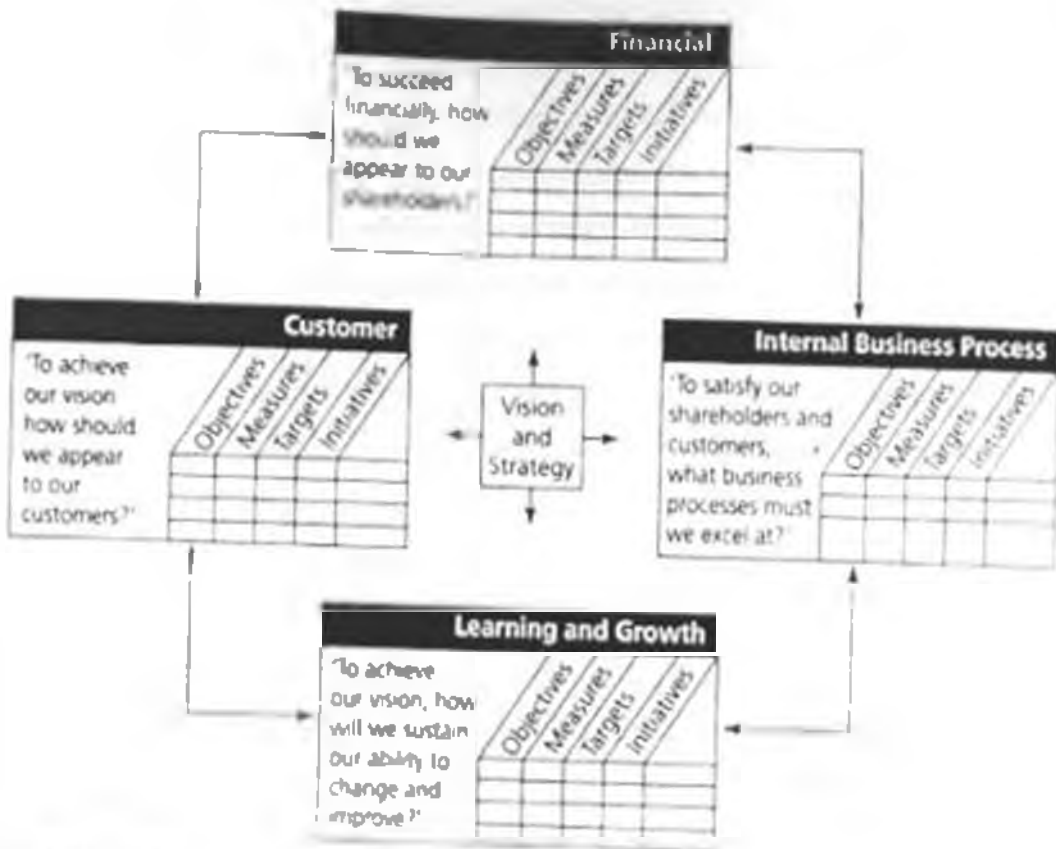 Financial
'To succeed
financially, how
should we
appear to our
shareholders?'
Objectives
Measures
Targets
Initiatives
Customer
'To achieve
our vision
how should
we appear
to our
customers?'
Objectives
Measures
Targets
Initiatives
Vision
and
Strategy
Internal Business Process
'To satisfy our
shareholders and
customers,
what business
processes must
we excel at?'
Objectives
Measures
Targets
Initiatives
Learning and Growth
'To achieve
our vision, how
will we sustain
our ability to
change and
improve?'
Objectives
Measures
Targets
Initiatives